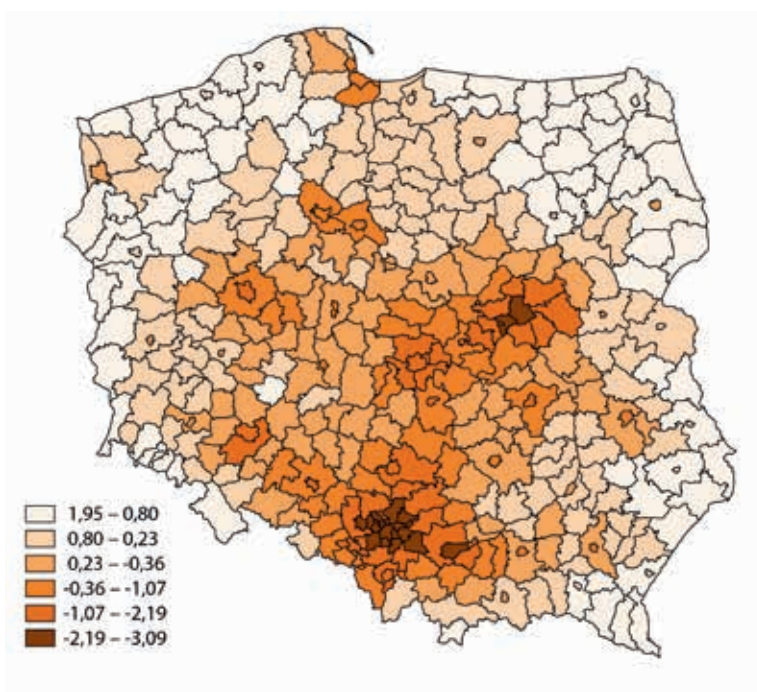 1,95 – 0,80
0,80 – 0,23
0,23 – -0,36
-0,36 – -1,07
-1,07 – -2,19
-2,19 – -3,09